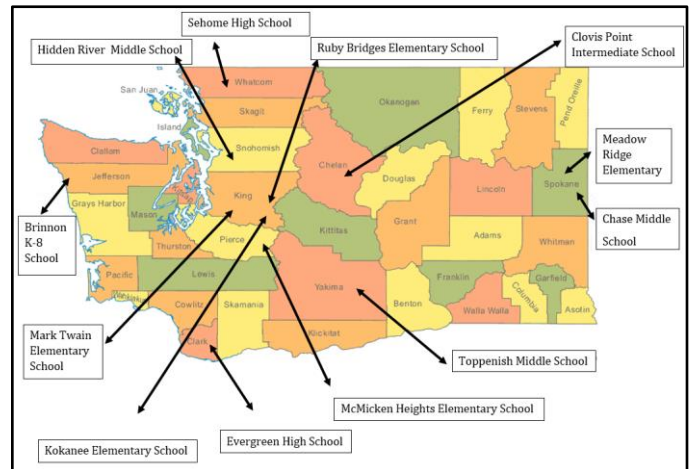 Sehome High School
Hidden River Middle School
Ruby Bridges Elementary School
Clovis Point
Intermediate School
San Juan
Whatcom
Skagit
Island
Snohomish
Okanogan
Ferry
Stevens
Pend Oreille
Clallam
Jefferson
Chelan
Douglas
Lincoln
Spokane
Meadow
Ridge
Elementary
King
Grays Harbor
Mason
Kittitas
Grant
Chase Middle
School
Brinnon
K-8
School
Thurston
Pierce
Adams
Whitman
Pacific
Lewis
Yakima
Franklin
Garfield
Columbia
Cowlitz
Skamania
Benton
Walla Walla
Asotin
Clark
Klickitat
Mark Twain
Elementary
School
Toppenish Middle School
McMicken Heights Elementary School
Kokanee Elementary School
Evergreen High School